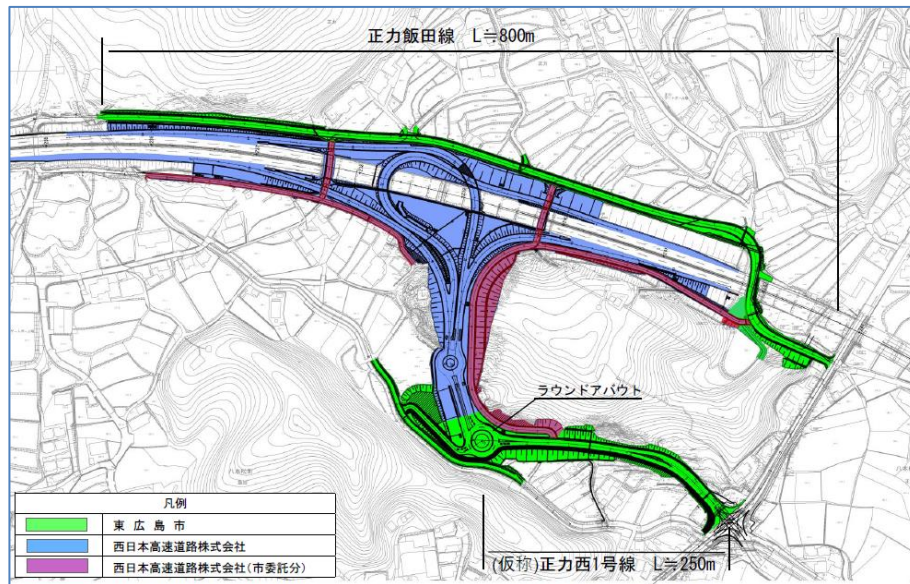 正力飯田線 L≒800m
ラウンドアバウト
凡例
東広島市
西日本高速道路株式会社
西日本高速道路株式会社(市委託分)
(仮称)正力西1号線 L≒250m